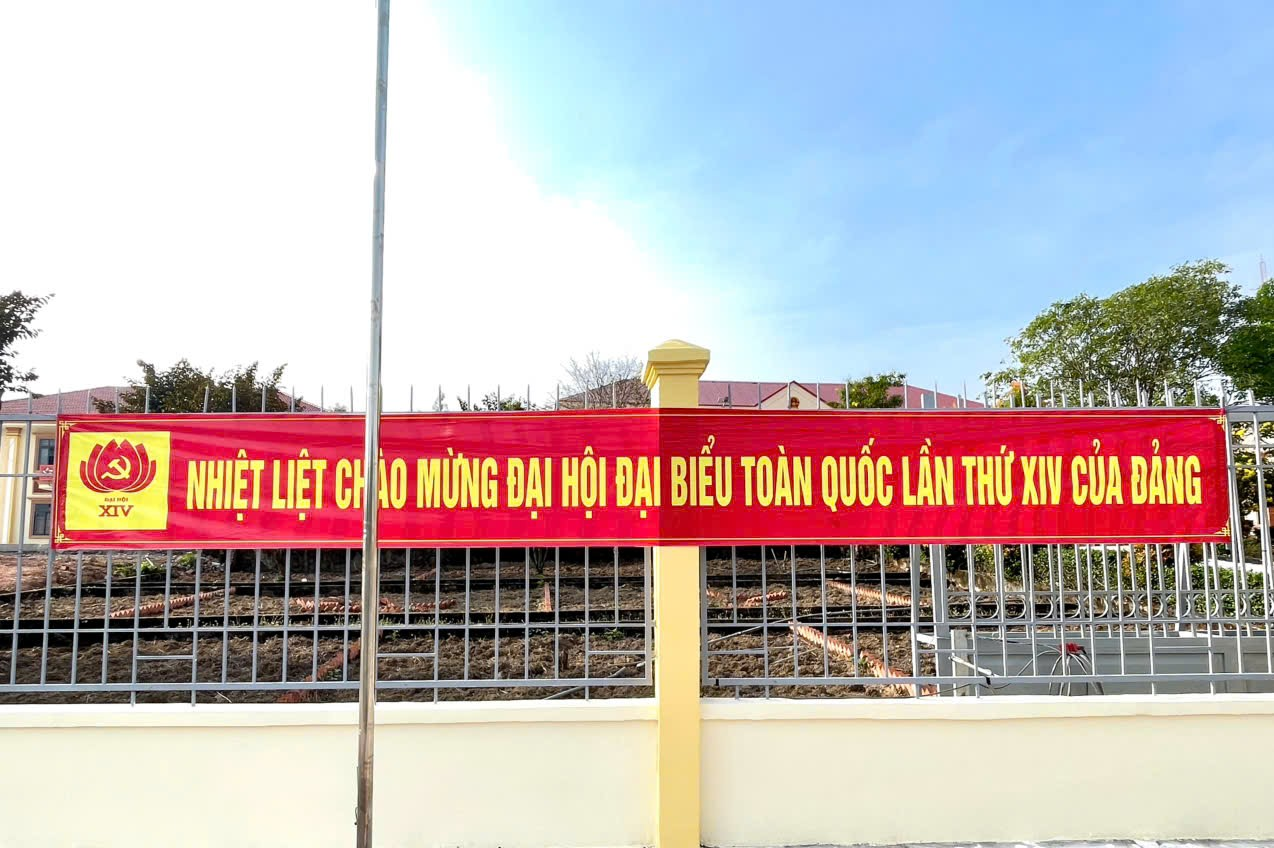 ĐẠI HỘI
XIV
NHIỆT LIỆT CHÀO MỪNG ĐẠI HỘI ĐẠI BIỂU TOÀN QUỐC LẦN THỨ XIV CỦA ĐẢNG